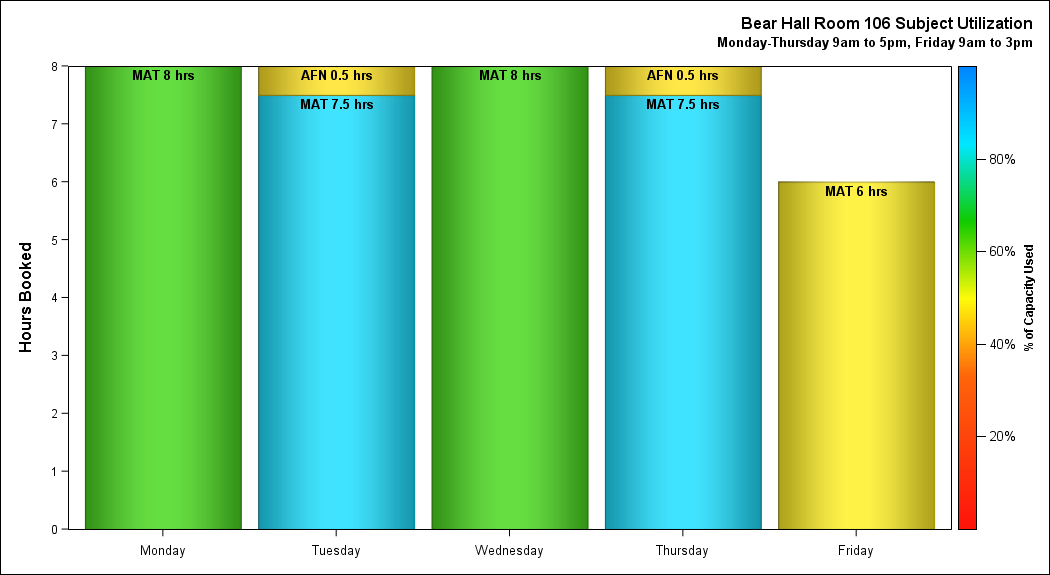 Bear Hall Room 106 Subject Utilization
Monday-Thursday 9am to 5pm, Friday 9am to 3pm
Hours Booked
8
7
6
5
4
3
2
1
0
MAT 8 hrs
AFN 0.5 hrs
MAT 7.5 hrs
MAT 8 hrs
AFN 0.5 hrs
MAT 7.5 hrs
MAT 6 hrs
Monday
Tuesday
Wednesday
Thursday
Friday
80%
60%
40%
20%
% of Capacity Used